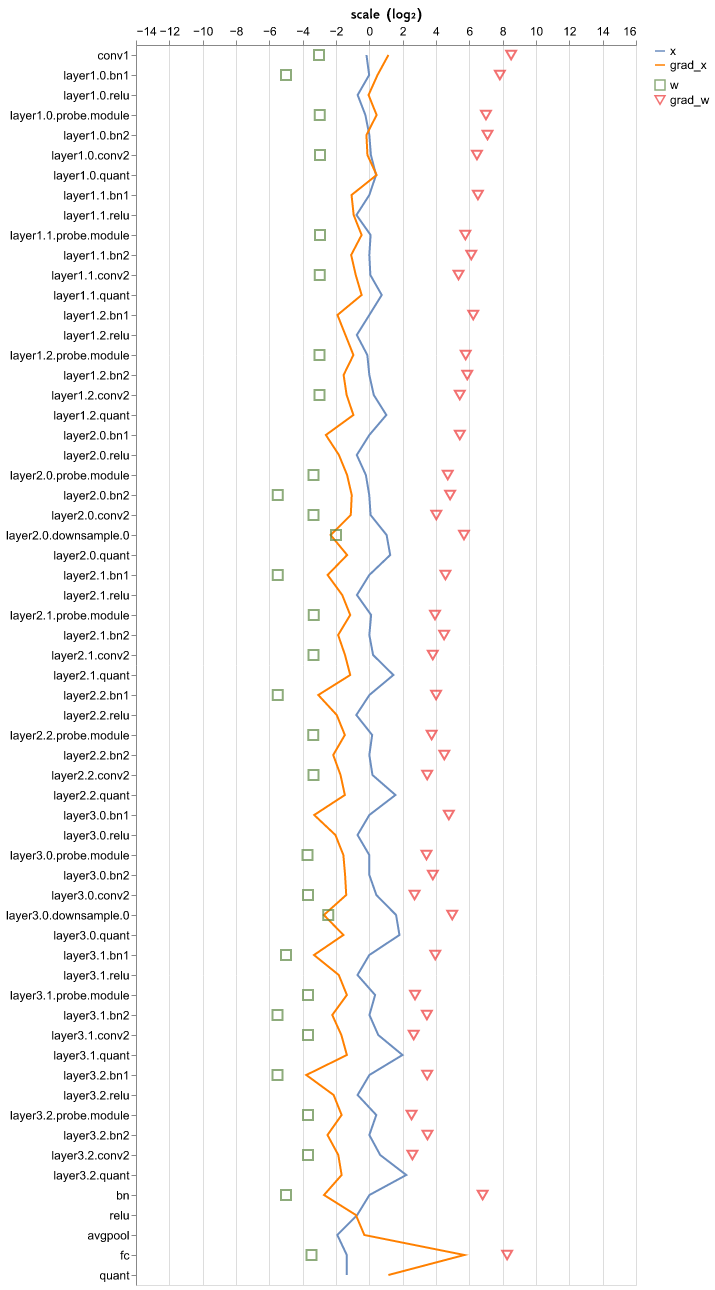 scale (log₂)
−14 −12 −10 −8 −6 −4 −2 0 2 4 6 8 10 12 14 16
x
grad_x
w
grad_w
conv1
layer1.0.bn1
layer1.0.relu
layer1.0.probe.module
layer1.0.bn2
layer1.0.conv2
layer1.0.quant
layer1.1.bn1
layer1.1.relu
layer1.1.probe.module
layer1.1.bn2
layer1.1.conv2
layer1.1.quant
layer1.2.bn1
layer1.2.relu
layer1.2.probe.module
layer1.2.bn2
layer1.2.conv2
layer1.2.quant
layer2.0.bn1
layer2.0.relu
layer2.0.probe.module
layer2.0.bn2
layer2.0.conv2
layer2.0.downsample.0
layer2.0.quant
layer2.1.bn1
layer2.1.relu
layer2.1.probe.module
layer2.1.bn2
layer2.1.conv2
layer2.1.quant
layer2.2.bn1
layer2.2.relu
layer2.2.probe.module
layer2.2.bn2
layer2.2.conv2
layer2.2.quant
layer3.0.bn1
layer3.0.relu
layer3.0.probe.module
layer3.0.bn2
layer3.0.conv2
layer3.0.downsample.0
layer3.0.quant
layer3.1.bn1
layer3.1.relu
layer3.1.probe.module
layer3.1.bn2
layer3.1.conv2
layer3.1.quant
layer3.2.bn1
layer3.2.relu
layer3.2.probe.module
layer3.2.bn2
layer3.2.conv2
layer3.2.quant
bn
relu
avgpool
fc
quant